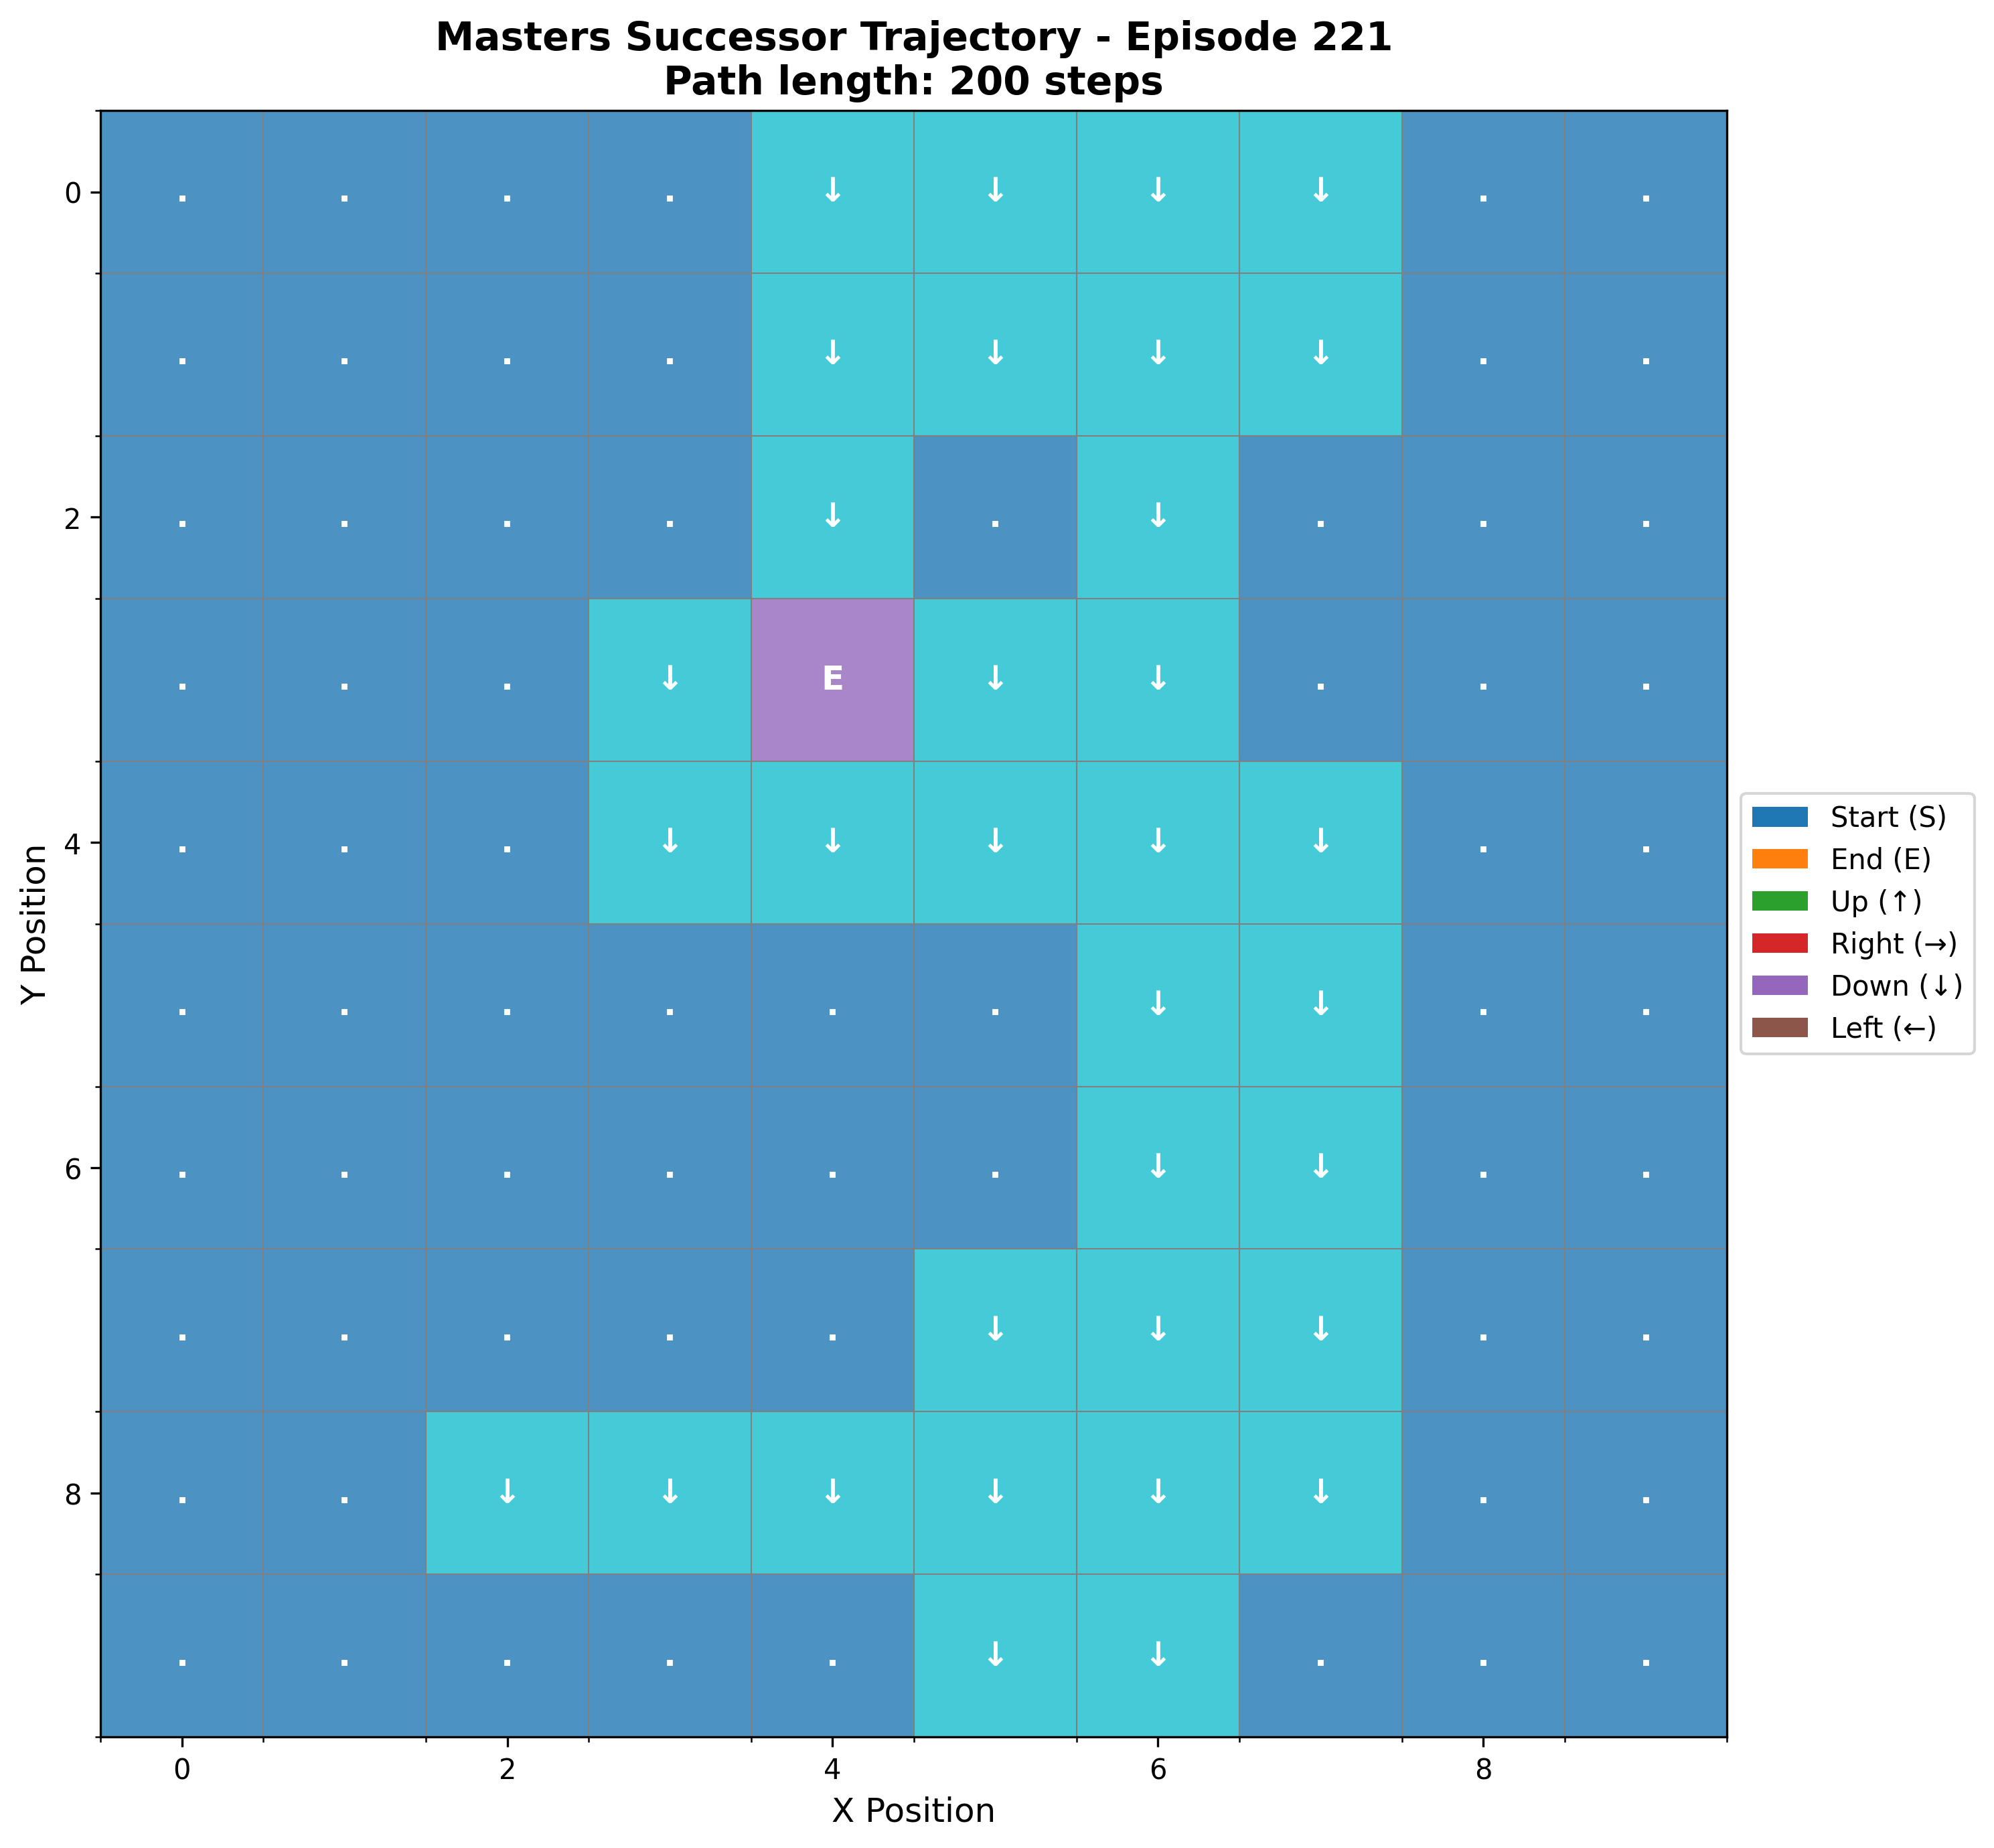 Masters Successor Trajectory - Episode 221
Path length: 200 steps
0 . . . . ↓ ↓ ↓ ↓ . .
. . . . ↓ ↓ ↓ ↓ . .
2 . . . . ↓ . ↓ . . .
. . . ↓ E ↓ ↓ . . .
4 . . . ↓ ↓ ↓ ↓ ↓ . .
. . . . . . ↓ ↓ . .
6 . . . . . . ↓ ↓ . .
. . . . . ↓ ↓ ↓ . .
8 . . ↓ ↓ ↓ ↓ ↓ ↓ . .
. . . . . ↓ ↓ . . .
0 2 4 6 8
X Position
Y Position
Start (S)
End (E)
Up (↑)
Right (→)
Down (↓)
Left (←)